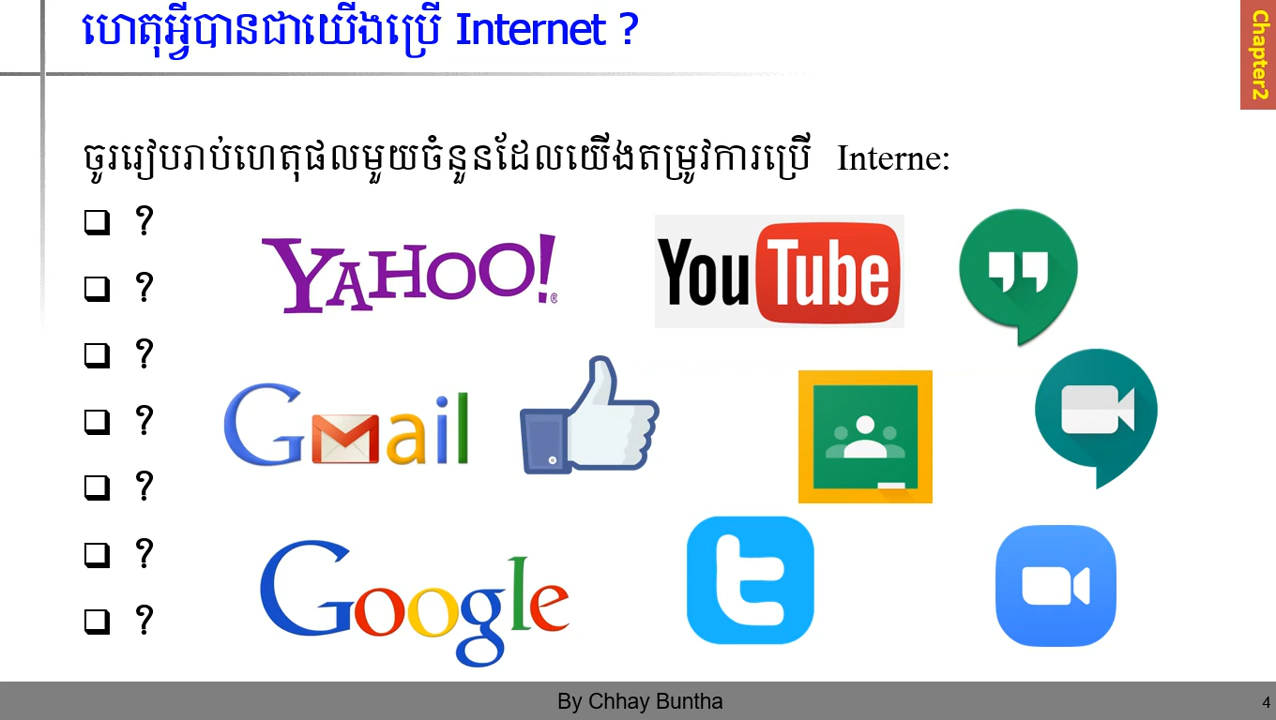 ហេតុអ្វីបានជាយើងប្រើ Internet ?
Chapter2
ចូររៀបរាប់ហេតុផលមួយចំនួនដែលយើងតម្រូវការប្រើ Interne:
❑ ?
❑ ?
❑ ?
❑ ?
❑ ?
❑ ?
❑ ?
YAHOO!
YouTube
Gmail
Google
By Chhay Buntha
4